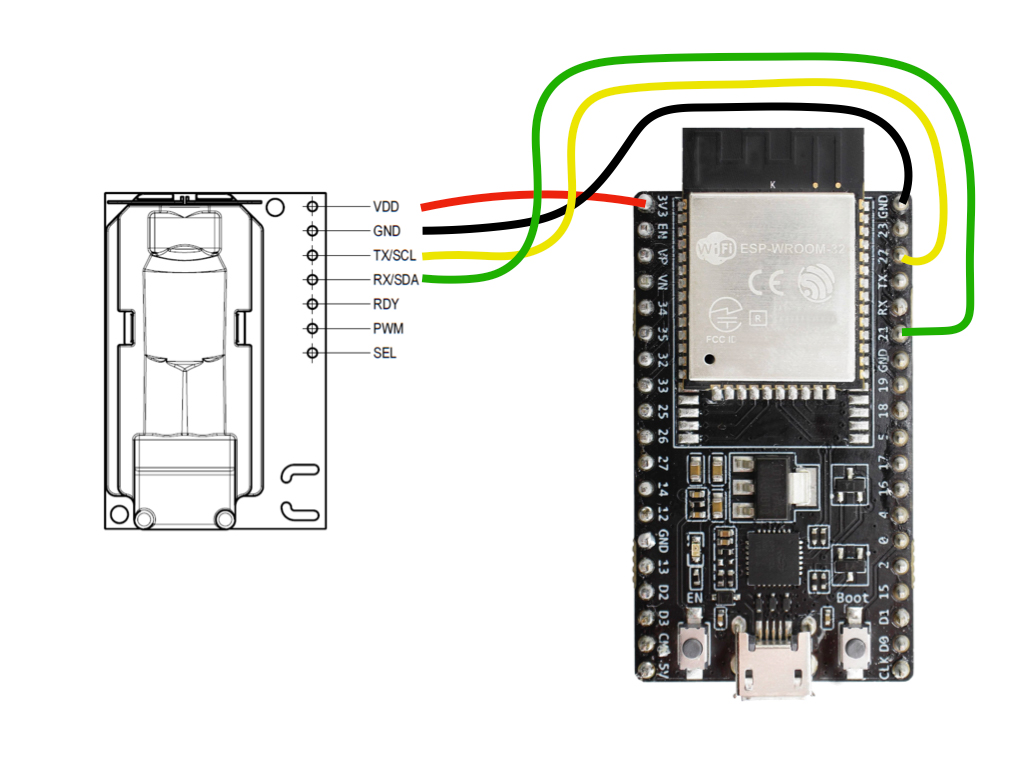 VDD
GND
TX/SCL
RX/SDA
RDY
PWM
SEL
K
WiFi ESP-WROOM-32
CE
R
FCC
3V3
EN
VP
VN
34
35
32
33
25
26
27
14
12
GND
13
D2
D3
5V
GND
23
22
TX
RX
21
GND
19
18
5
17
16
4
0
2
15
D1
D0
CLK
EN
Boot